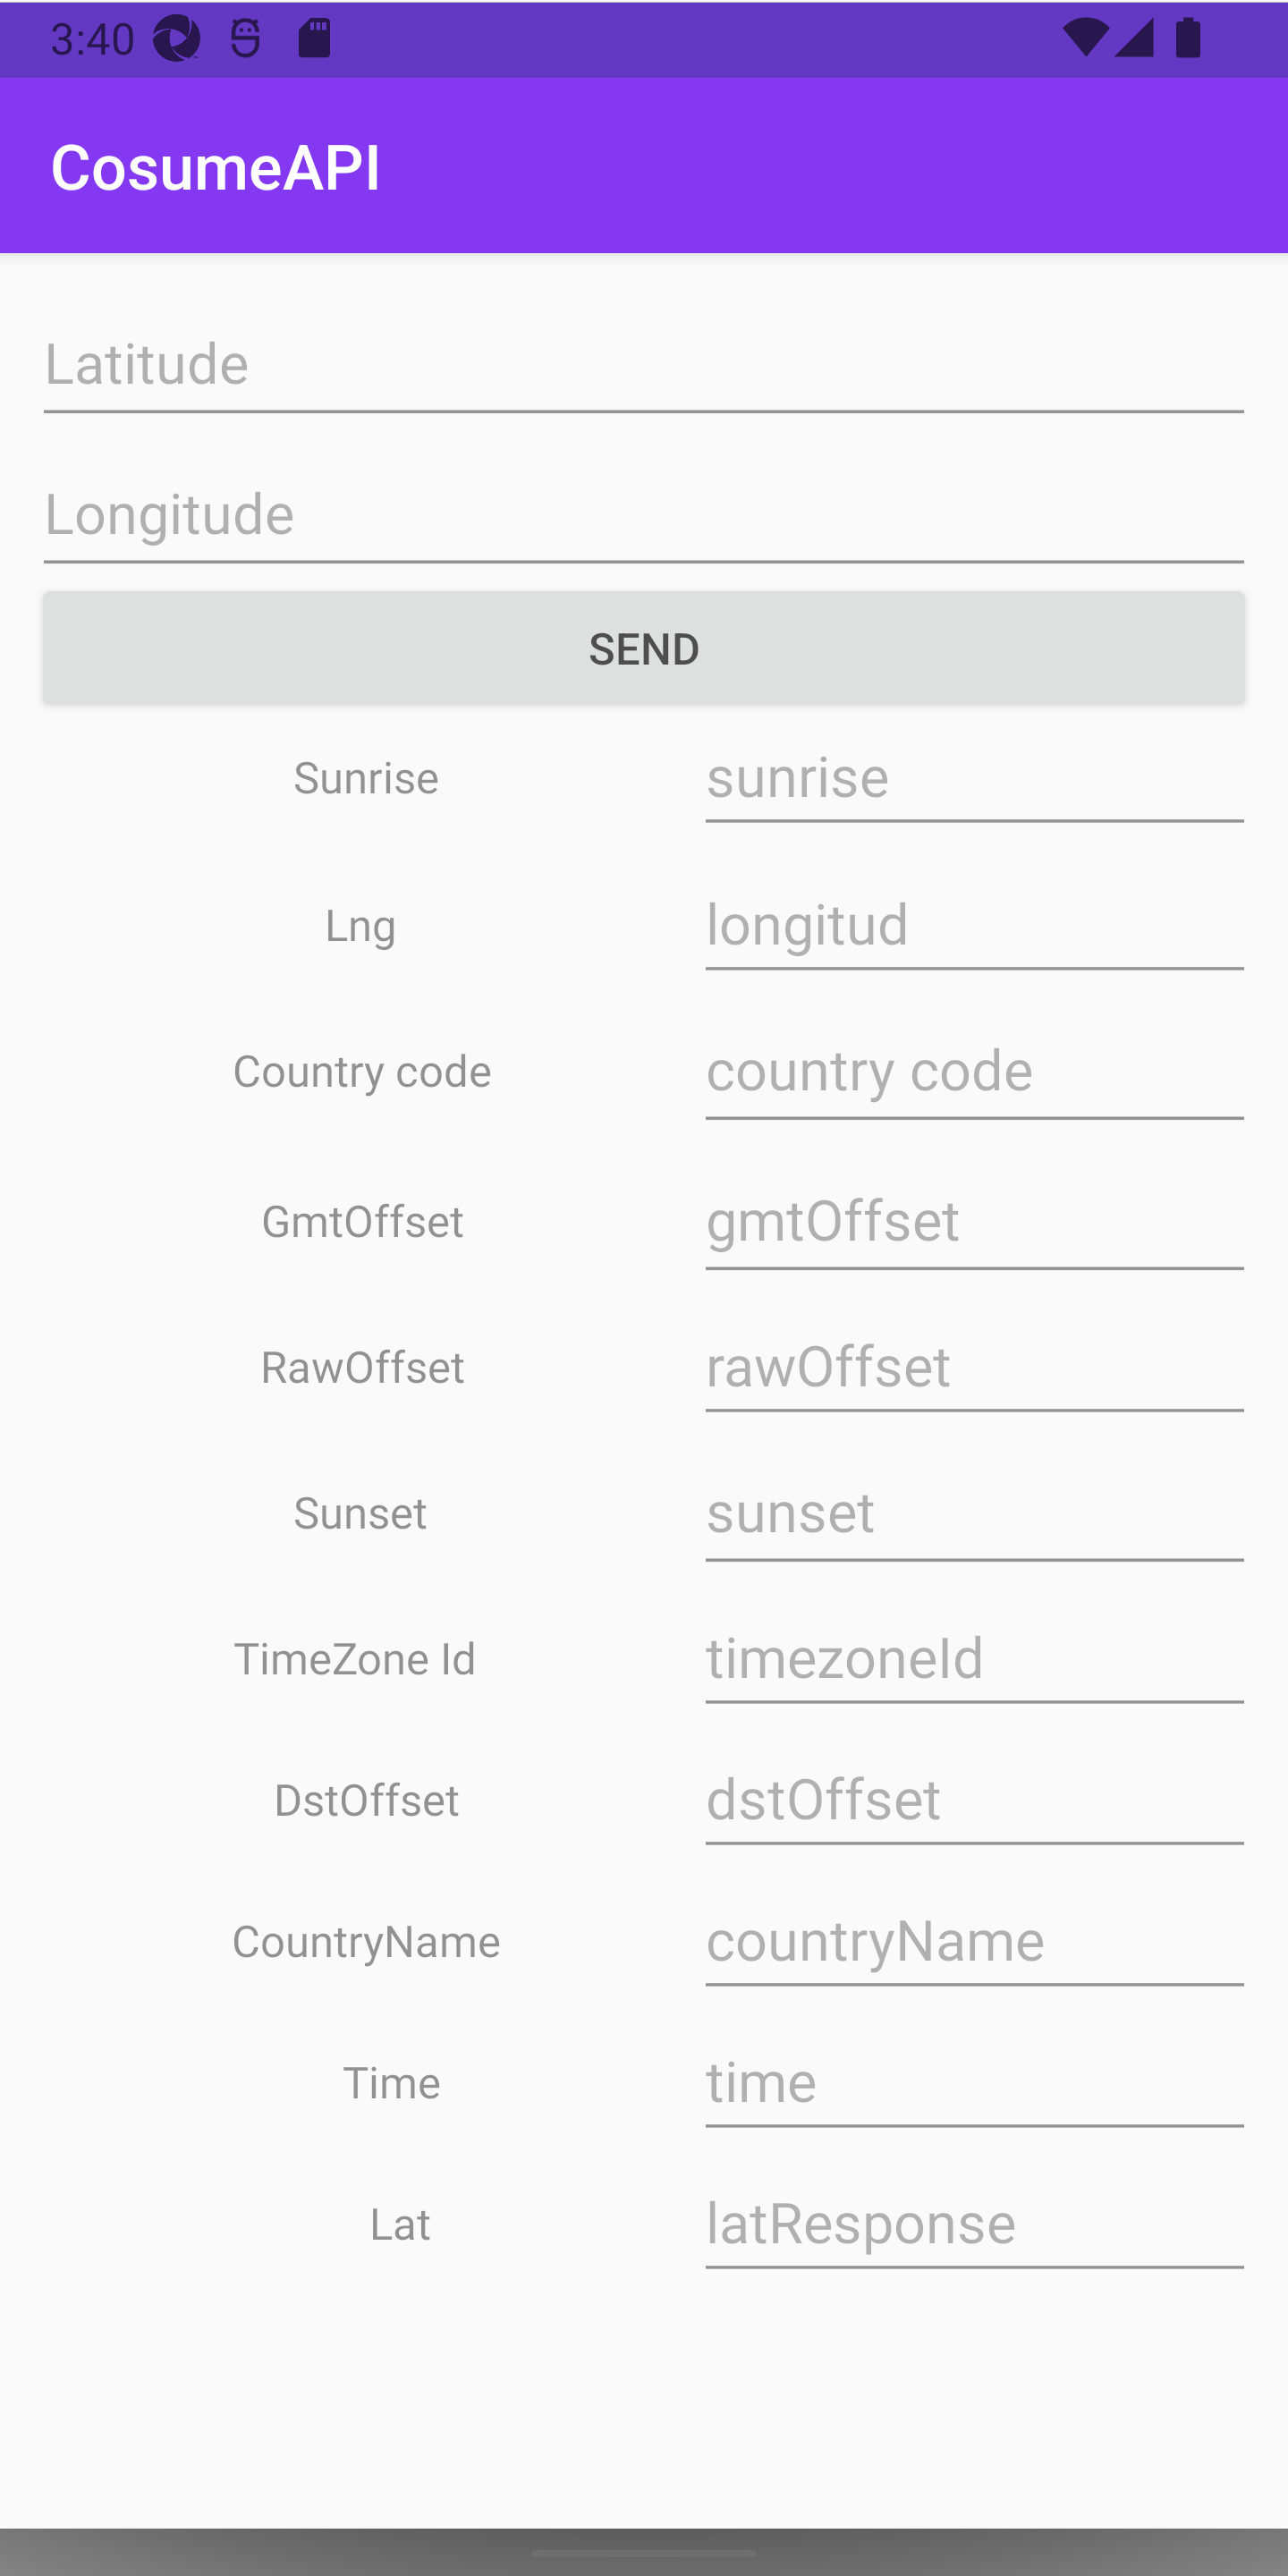 3:40
CosumeAPI
Latitude
Longitude
SEND
Sunrise sunrise
Lng longitud
Country code country code
GmtOffset gmtOffset
RawOffset rawOffset
Sunset sunset
TimeZone Id timezoneId
DstOffset dstOffset
CountryName countryName
Time time
Lat latResponse